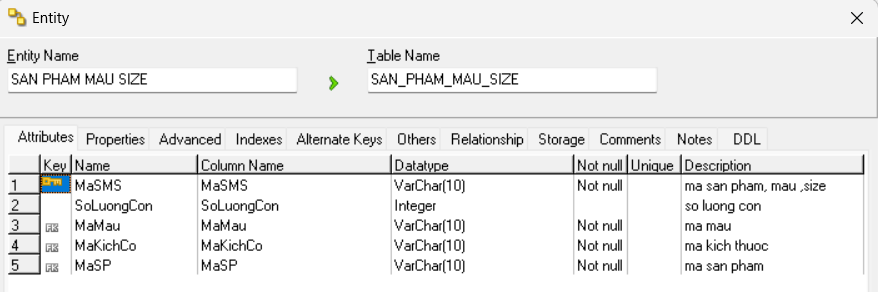 Entity
Entity Name
Table Name
SAN PHAM MAU SIZE
SAN_PHAM_MAU_SIZE
Attributes Properties Advanced Indexes Alternate Keys Others Relationship Storage Comments Notes DDL
Key Name Column Name Datatype Not null Unique Description
1 MaSMS MaSMS VarChar(10) Not null ma san pham, mau ,size
2 SoLuongCon SoLuongCon Integer so luong con
3 FK MaMau MaMau VarChar(10) Not null ma mau
4 FK MaKichCo MaKichCo VarChar(10) Not null ma kich thuoc
5 FK MaSP MaSP VarChar(10) Not null ma san pham